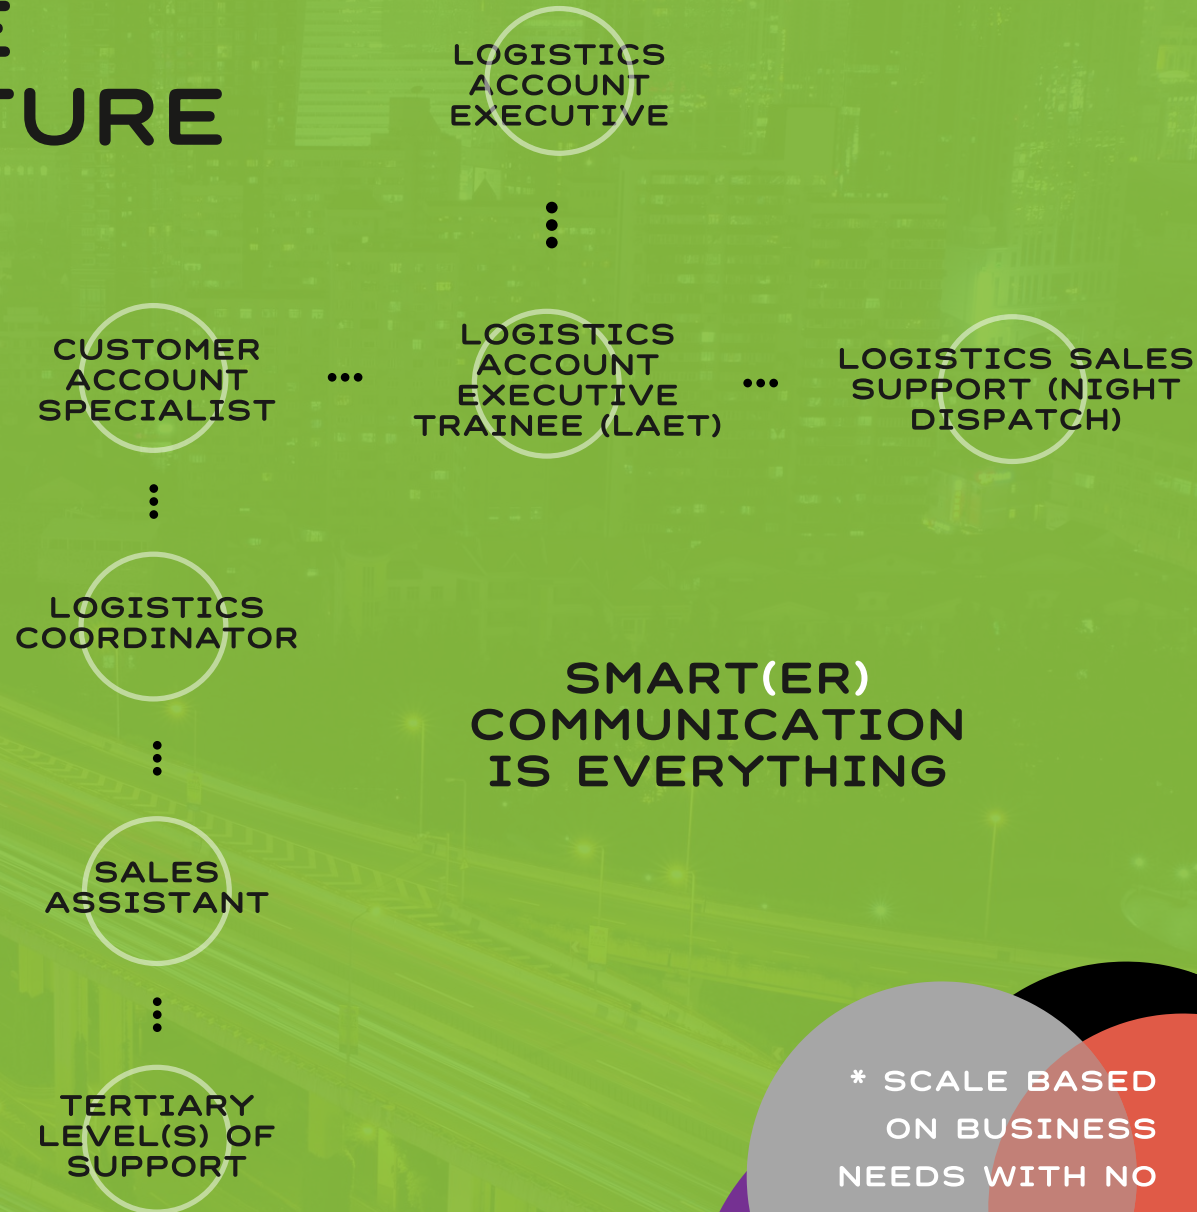 E
TURE
LOGISTICS
ACCOUNT
EXECUTIVE
CUSTOMER
ACCOUNT
SPECIALIST
LOGISTICS
ACCOUNT
EXECUTIVE
TRAINEE (LAET)
LOGISTICS SALES
SUPPORT (NIGHT
DISPATCH)
LOGISTICS
COORDINATOR
SMART(ER)
COMMUNICATION
IS EVERYTHING
SALES
ASSISTANT
TERTIARY
LEVEL(S) OF
SUPPORT
* SCALE BASED
ON BUSINESS
NEEDS WITH NO